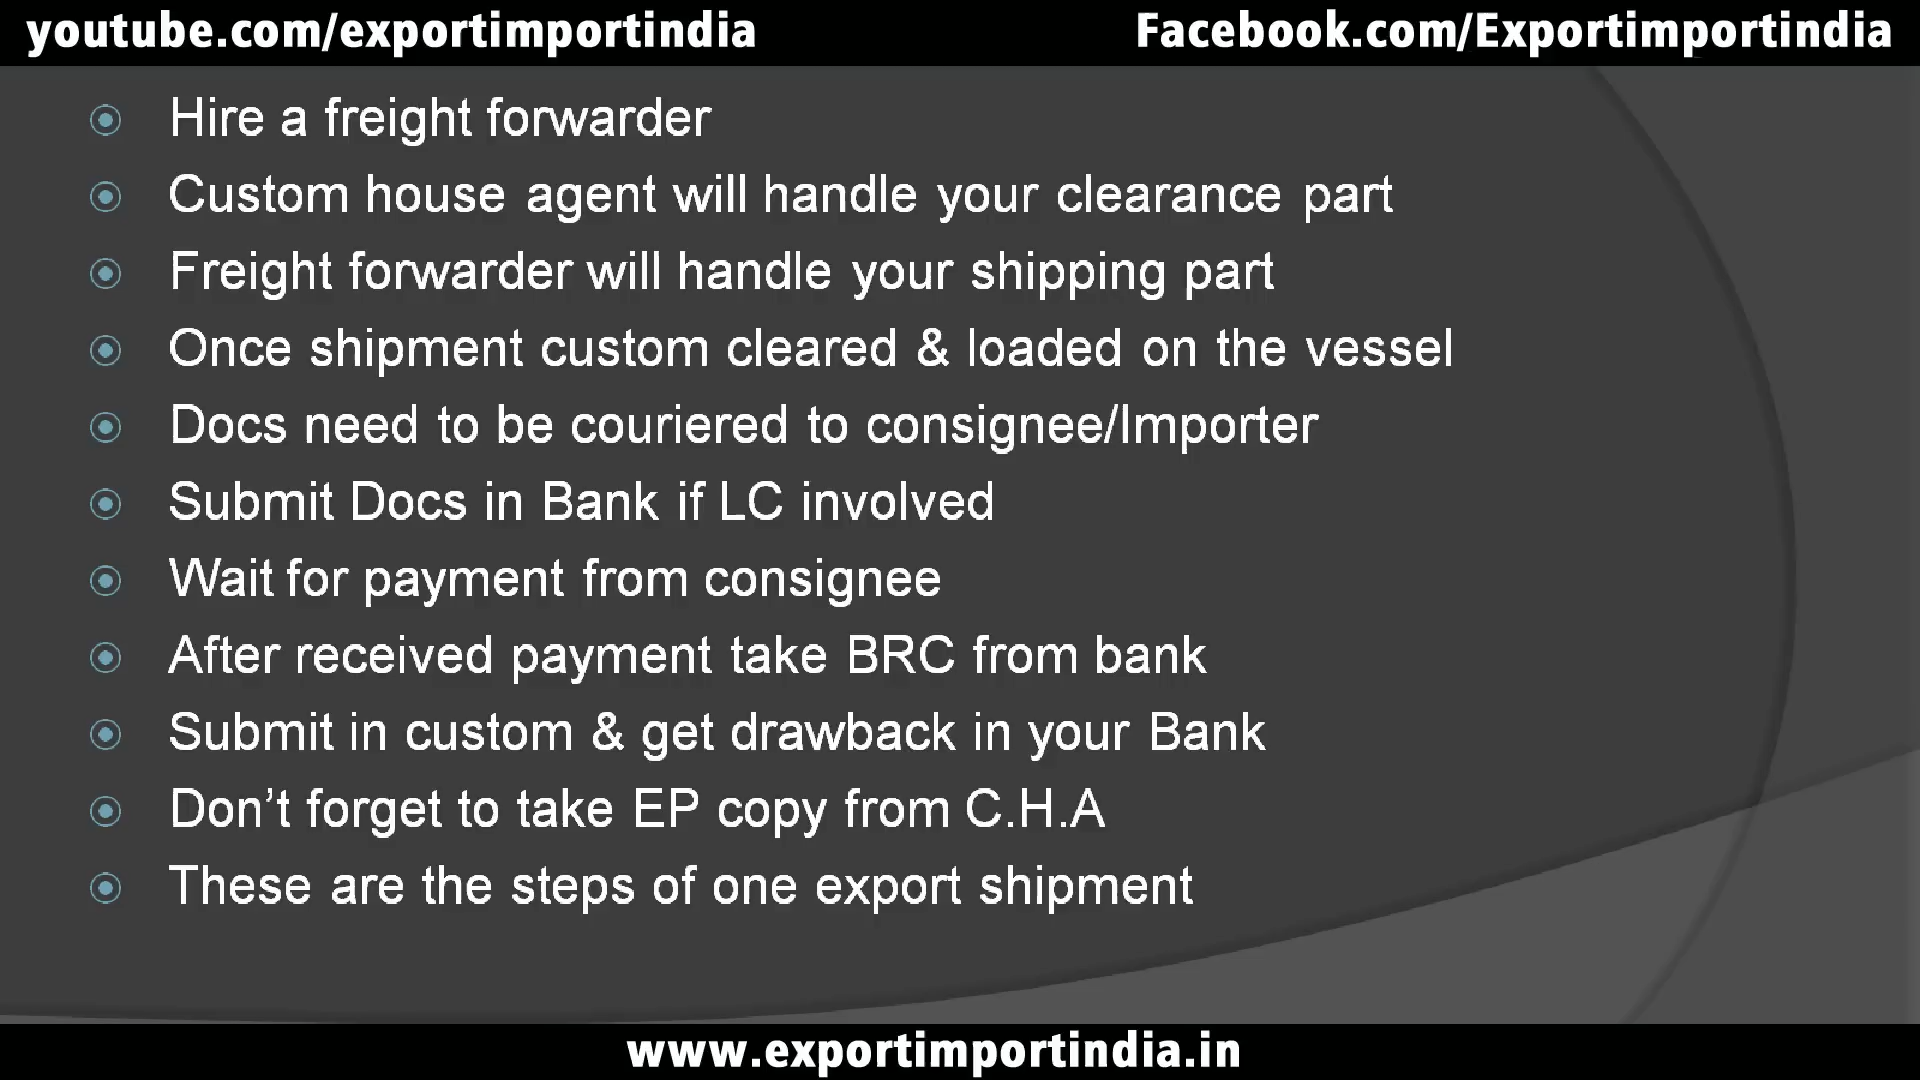 youtube.com/exportimportindia
Facebook.com/Exportimportindia
Hire a freight forwarder
Custom house agent will handle your clearance part
Freight forwarder will handle your shipping part
Once shipment custom cleared & loaded on the vessel
Docs need to be couriered to consignee/Importer
Submit Docs in Bank if LC involved
Wait for payment from consignee
After received payment take BRC from bank
Submit in custom & get drawback in your Bank
Don’t forget to take EP copy from C.H.A
These are the steps of one export shipment
www.exportimportindia.in